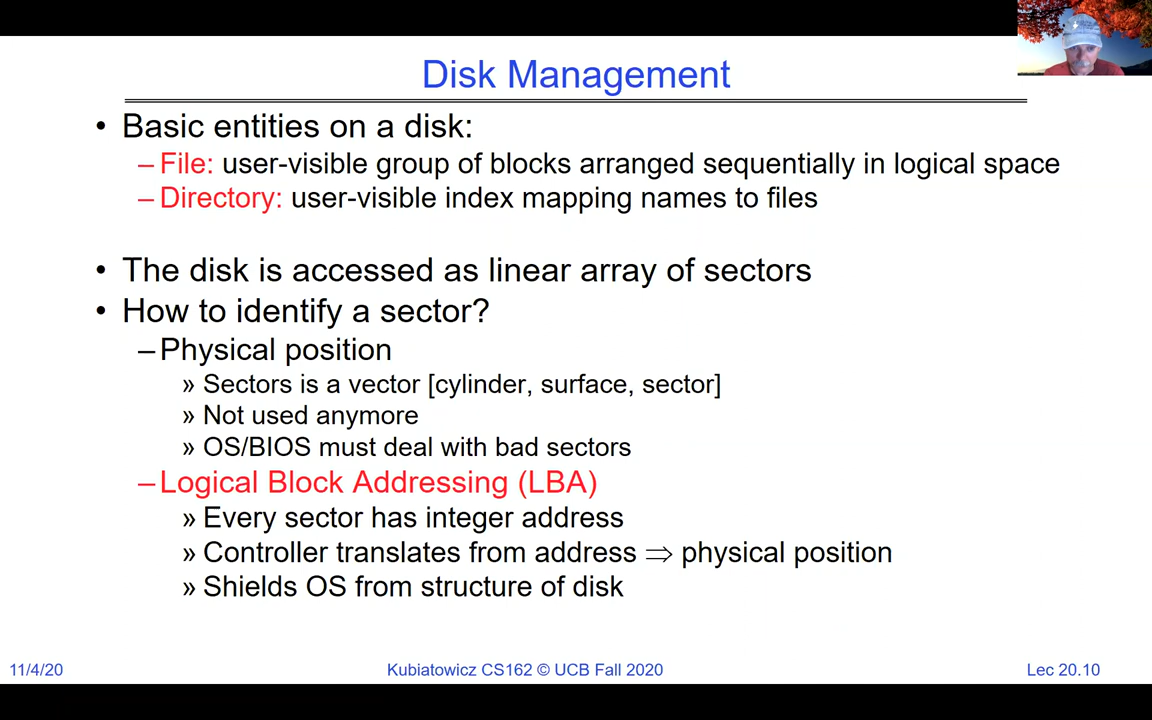 Disk Management
• Basic entities on a disk:
– File: user-visible group of blocks arranged sequentially in logical space
– Directory: user-visible index mapping names to files
• The disk is accessed as linear array of sectors
• How to identify a sector?
– Physical position
» Sectors is a vector [cylinder, surface, sector]
» Not used anymore
» OS/BIOS must deal with bad sectors
– Logical Block Addressing (LBA)
» Every sector has integer address
» Controller translates from address ⇒ physical position
» Shields OS from structure of disk
11/4/20 Kubiatowicz CS162 © UCB Fall 2020 Lec 20.10